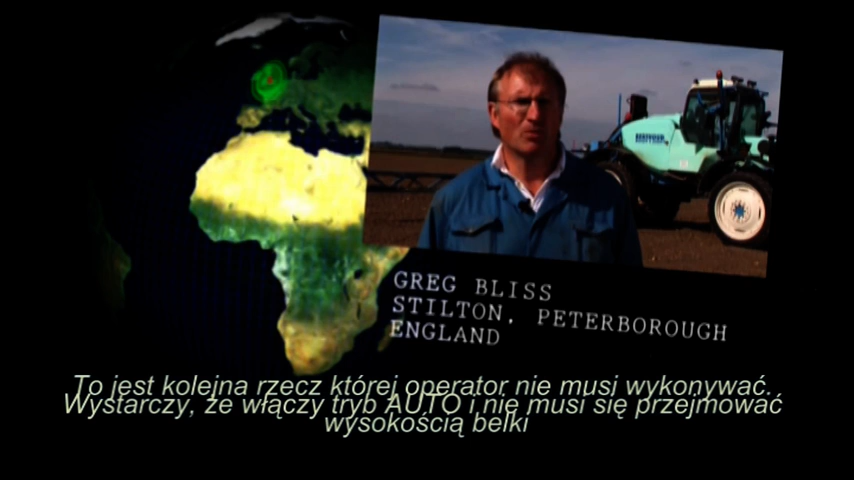 GREG BLISS
STILTON, PETERBOROUGH
ENGLAND
To jest kolejna rzecz której operator nie musi wykonywać.
Wystarczy, że włączy tryb AUTO i nie musi się przejmować
wysokością belki